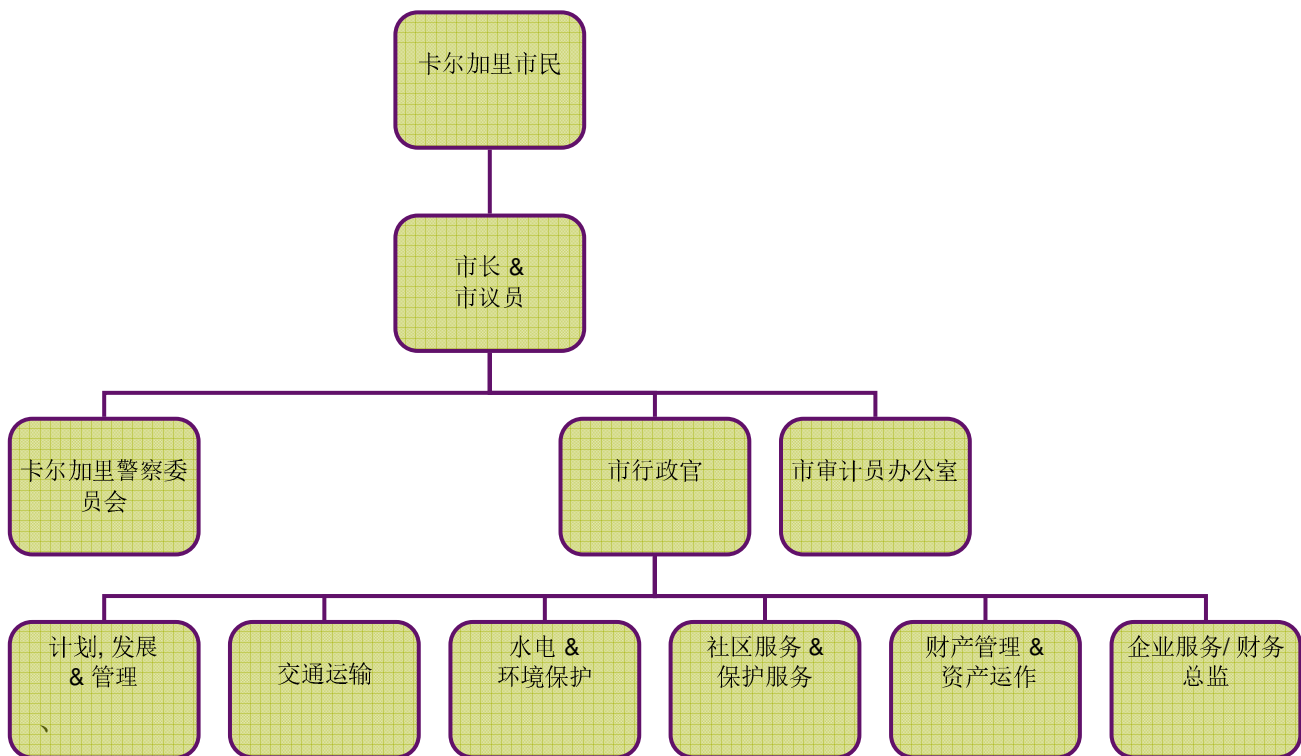 卡尔加里市民
市长 &
市议员
卡尔加里警察委
员会
市行政官
市审计员办公室
计划, 发展
& 管理
、
交通运输
水电 &
环境保护
社区服务 &
保护服务
财产管理 &
资产运作
企业服务/ 财务
总监